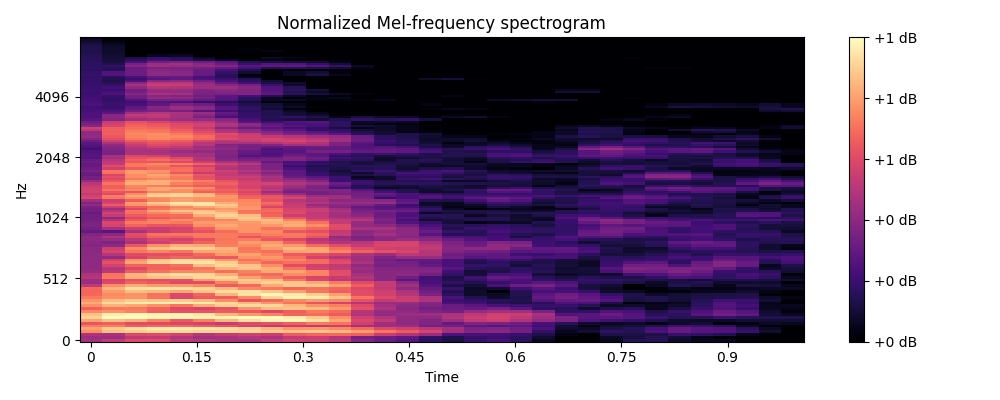 Normalized Mel-frequency spectrogram
Hz
4096
2048
1024
512
0
0 0.15 0.3 0.45 0.6 0.75 0.9
Time
+1 dB
+1 dB
+1 dB
+0 dB
+0 dB
+0 dB